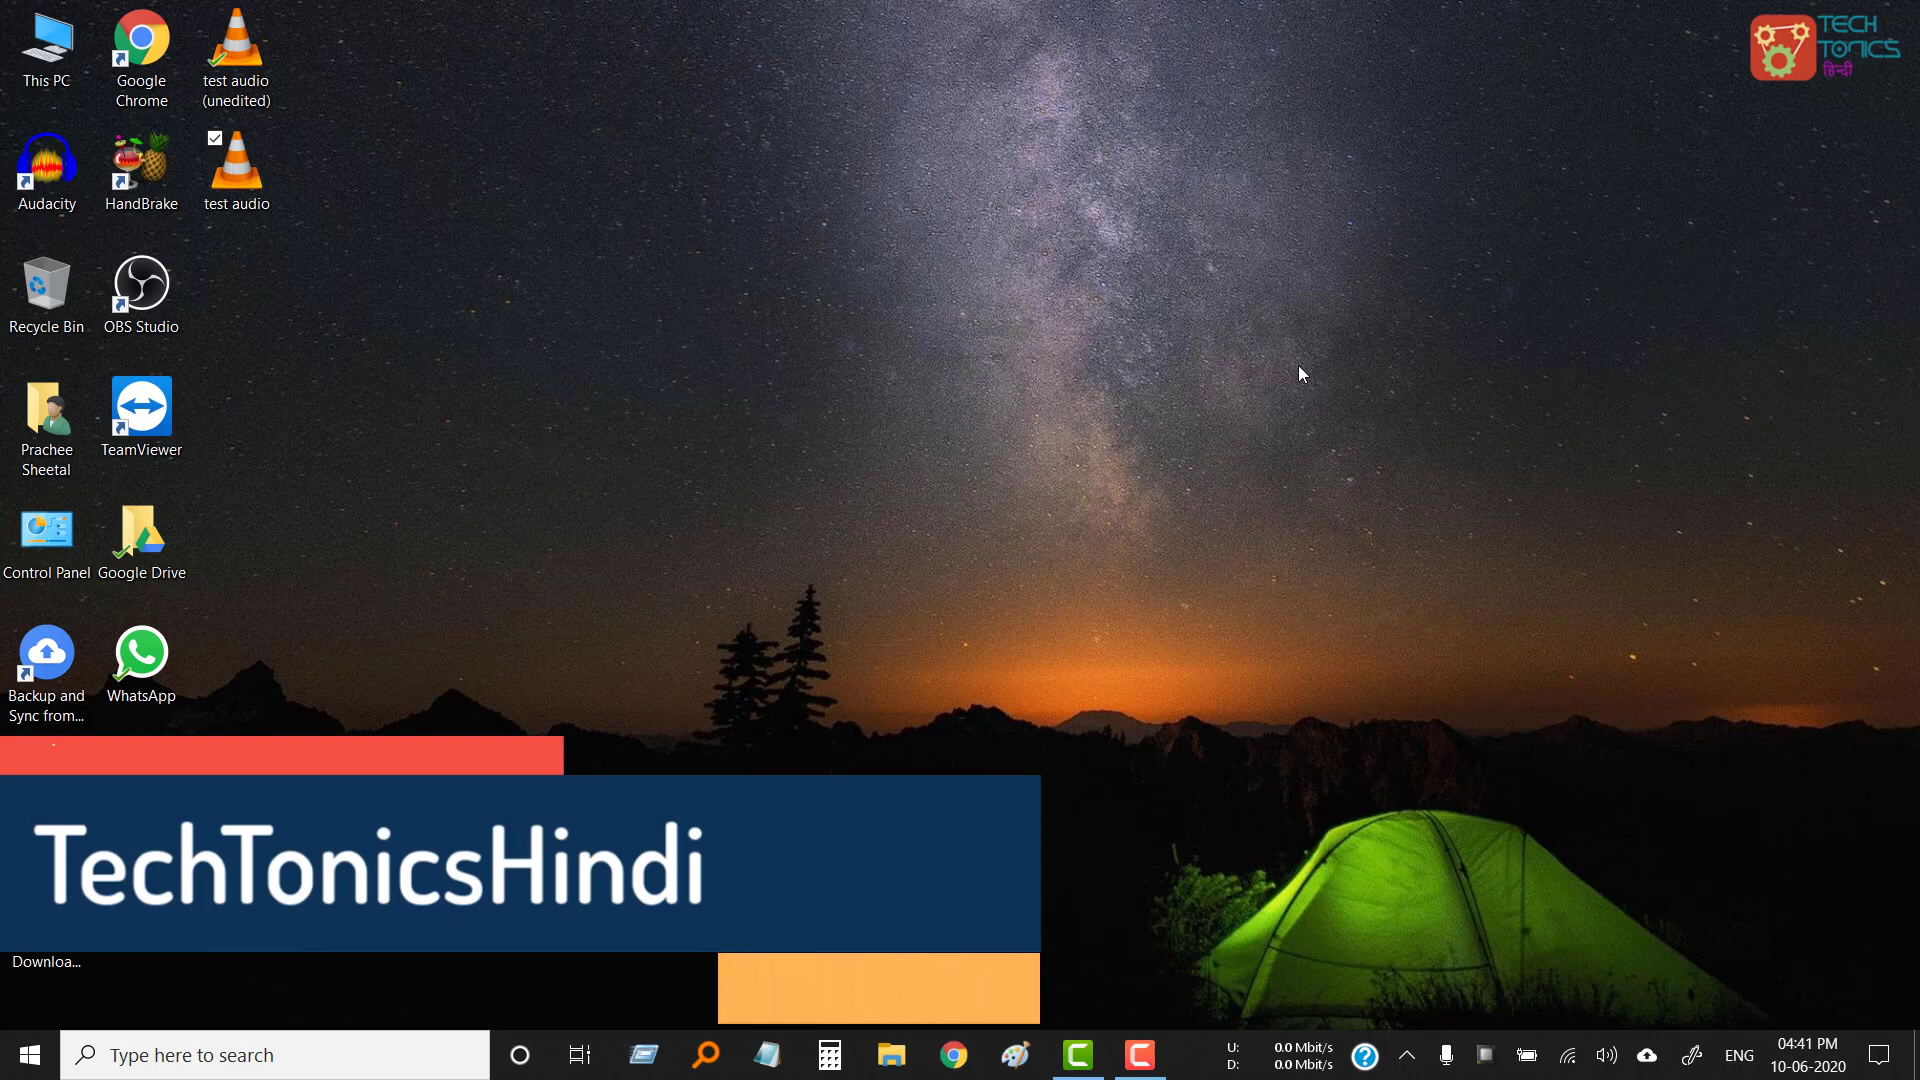 This PC
Google
Chrome
test audio
(unedited)
TECH
TONICS
हिन्दी
Audacity
HandBrake
test audio
Recycle Bin
OBS Studio
Prachee
Sheetal
TeamViewer
Control Panel
Google Drive
Backup and
Sync from...
WhatsApp
TechTonicsHindi
Downloa...
Type here to search
U: 0.0 Mbit/s
D: 0.0 Mbit/s
ENG
04:41 PM
10-06-2020